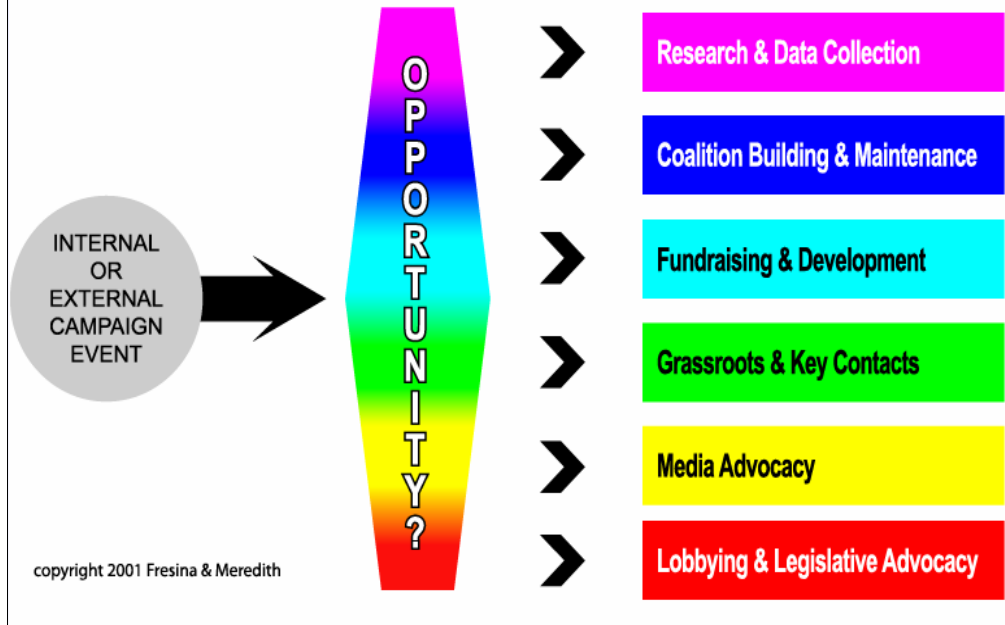 INTERNAL
OR
EXTERNAL
CAMPAIGN
EVENT
OPPORTUNITY?
Research & Data Collection
Coalition Building & Maintenance
Fundraising & Development
Grassroots & Key Contacts
Media Advocacy
Lobbying & Legislative Advocacy
copyright 2001 Fresina & Meredith